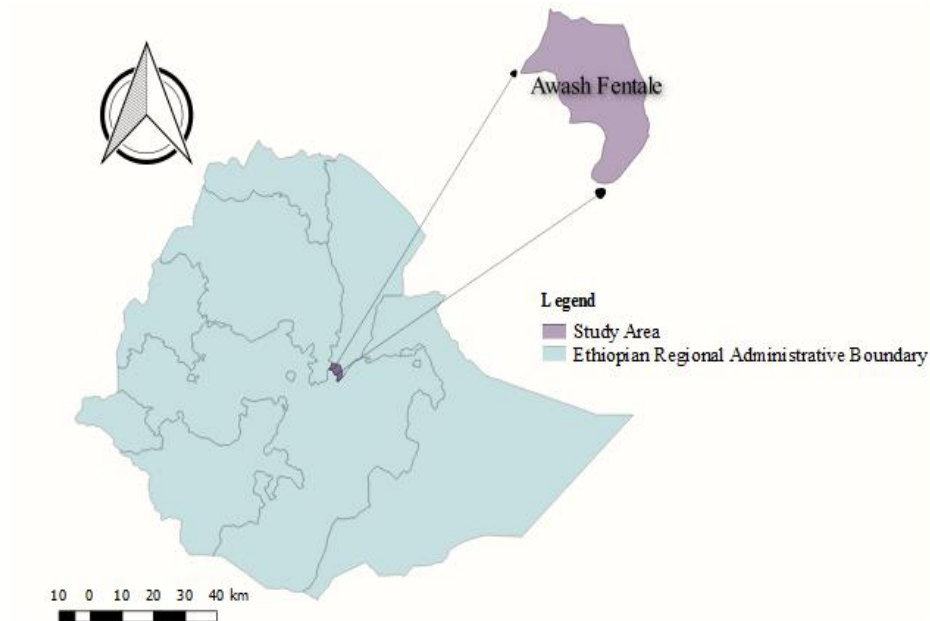 Awash Fentale
Legend
Study Area
Ethiopian Regional Administrative Boundary
10 0 10 20 30 40 km